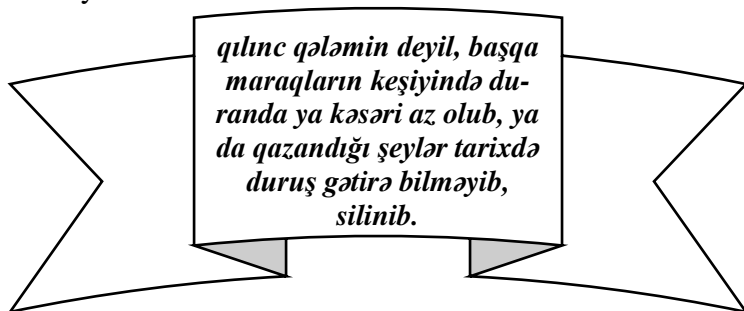 qılınc qələmin deyil, başqa
maraqların keşiyində du-
randa ya kəsəri az olub, ya
da qazandığı şeylər tarixdə
duruş gətirə bilməyib,
silinib.